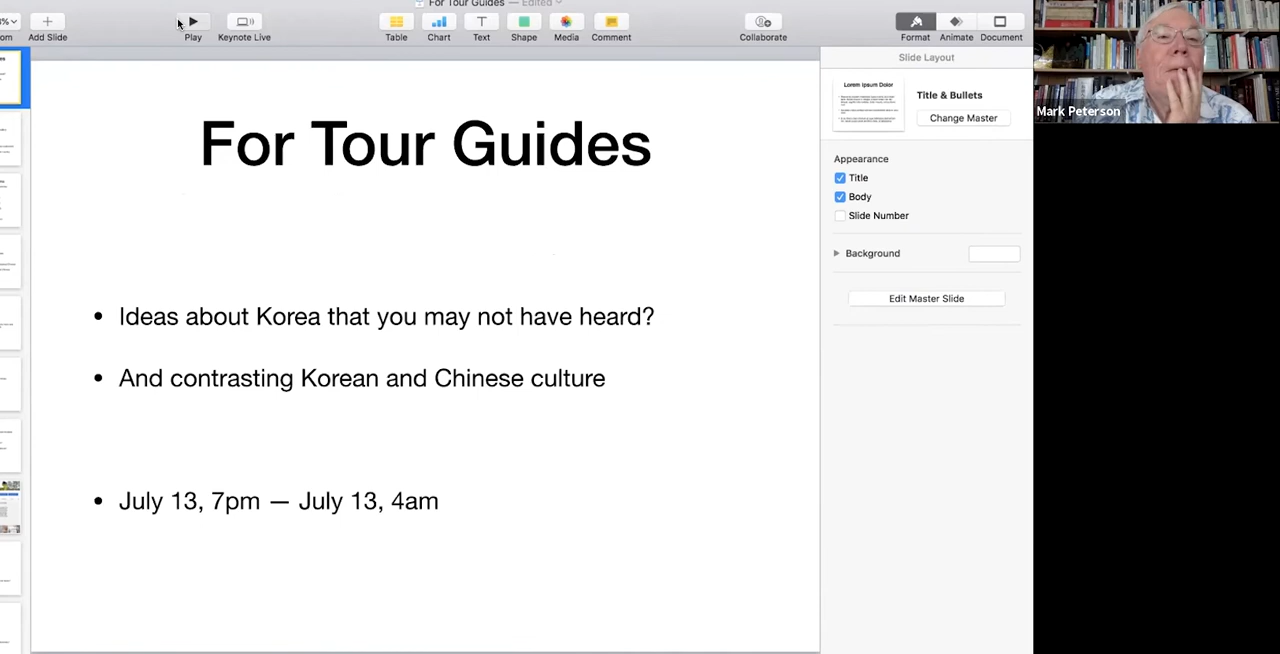 For Tour Guides — Edited
Add Slide
Play
Keynote Live
Table
Chart
Text
Shape
Media
Comment
Collaborate
Format
Animate
Document
For Tour Guides
• Ideas about Korea that you may not have heard?
• And contrasting Korean and Chinese culture
• July 13, 7pm — July 13, 4am
Slide Layout
Lorem Ipsum Dolor
Title & Bullets
Change Master
Appearance
Title
Body
Slide Number
Background
Edit Master Slide
Mark Peterson